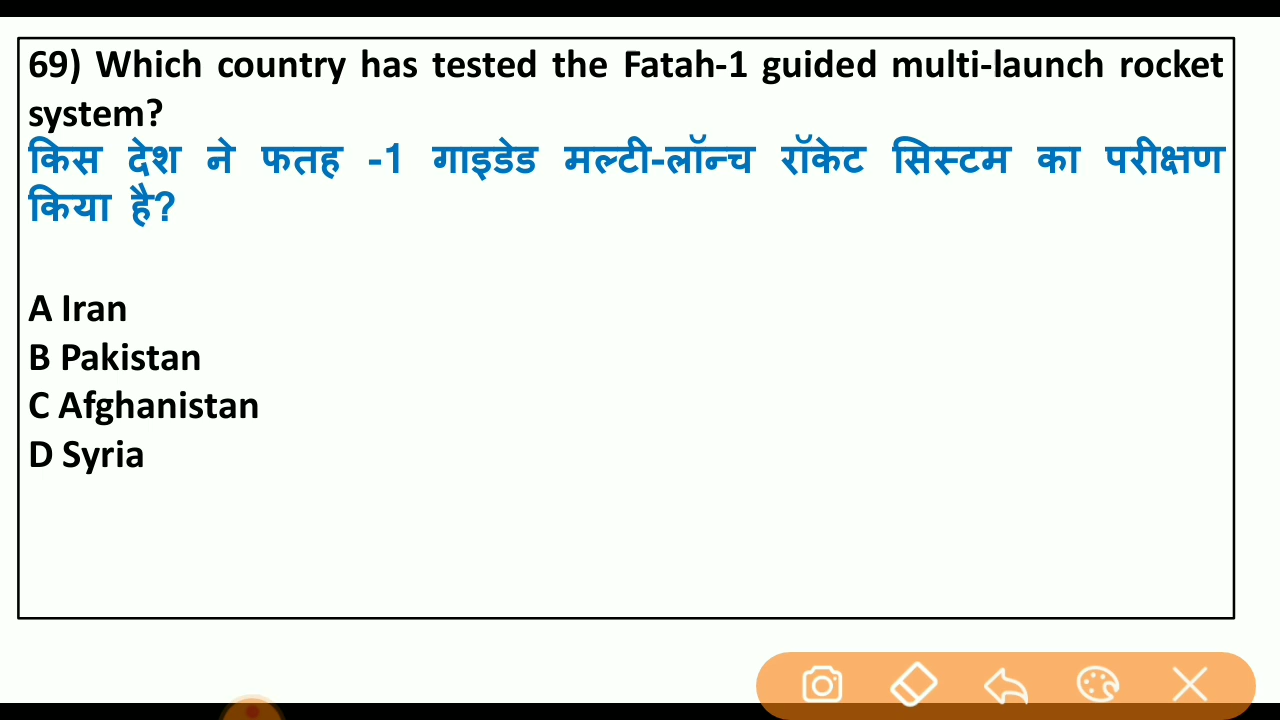 69) Which country has tested the Fatah-1 guided multi-launch rocket
system?
किस देश ने फतह -1 गाइडेड मल्टी-लॉन्च रॉकेट सिस्टम का परीक्षण
किया है?
A Iran
B Pakistan
C Afghanistan
D Syria